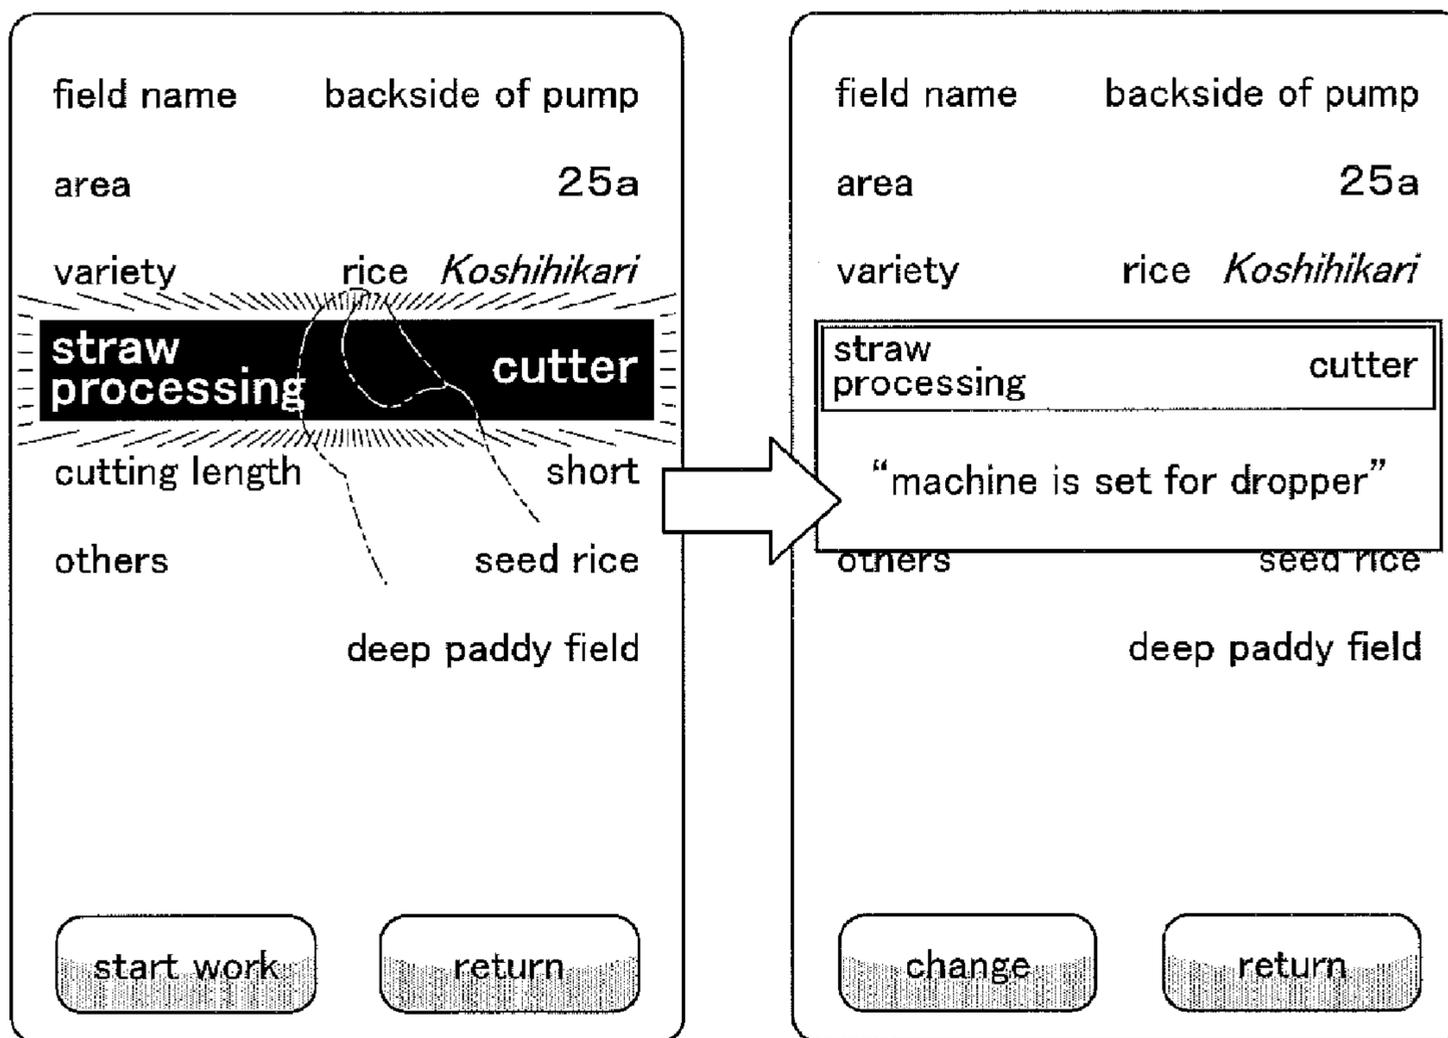 field name backside of pump
area 25a
variety rice Koshihikari
straw
processing cutter
cutting length short
others seed rice
deep paddy field
start work return
field name backside of pump
area 25a
variety rice Koshihikari
straw
processing cutter
“machine is set for dropper”
others seed rice
deep paddy field
change return